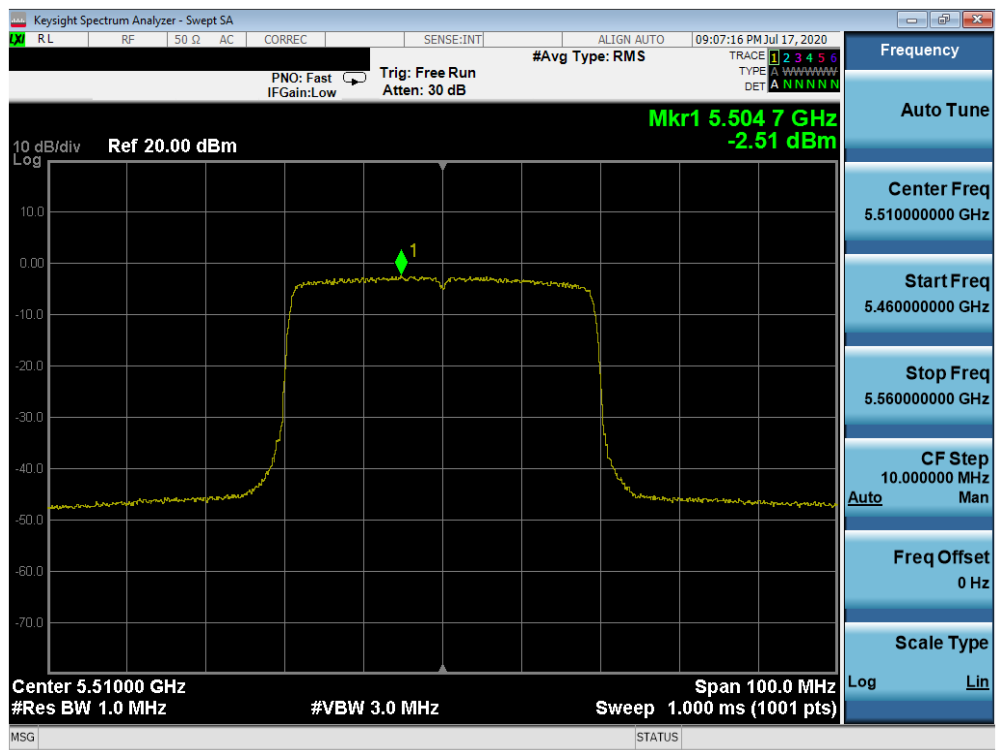 Keysight Spectrum Analyzer - Swept SA
LXI RL RF 50 Ω AC CORREC SENSE:INT ALIGN AUTO 09:07:16 PM Jul 17, 2020
#Avg Type: RMS
TRACE 1 2 3 4 5 6
PNO: Fast Trig: Free Run
TYPE A WWWWW
IFGain:Low Atten: 30 dB
DET A N N N N N
Mkr1 5.504 7 GHz
-2.51 dBm
10 dB/div Ref 20.00 dBm
Log
1
10.0
0.00
-10.0
-20.0
-30.0
-40.0
-50.0
-60.0
-70.0
Center 5.51000 GHz Span 100.0 MHz
#Res BW 1.0 MHz #VBW 3.0 MHz Sweep 1.000 ms (1001 pts)
MSG STATUS
Frequency
Auto Tune
Center Freq
5.510000000 GHz
Start Freq
5.460000000 GHz
Stop Freq
5.560000000 GHz
CF Step
10.000000 MHz
Auto Man
Freq Offset
0 Hz
Scale Type
Log Lin